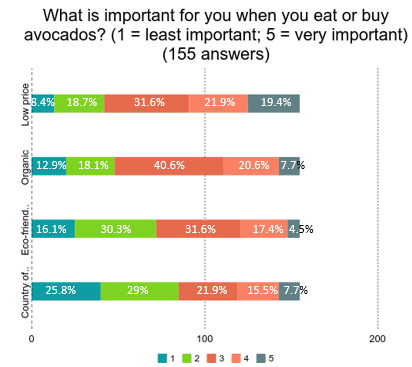 What is important for you when you eat or buy
avocados? (1 = least important; 5 = very important)
(155 answers)
Low price
8.4% 18.7% 31.6% 21.9% 19.4%
Organic
12.9% 18.1% 40.6% 20.6% 7.7%
Eco-friend..
16.1% 30.3% 31.6% 17.4% 4.5%
Country of..
25.8% 29% 21.9% 15.5% 7.7%
0 100 200
1 2 3 4 5